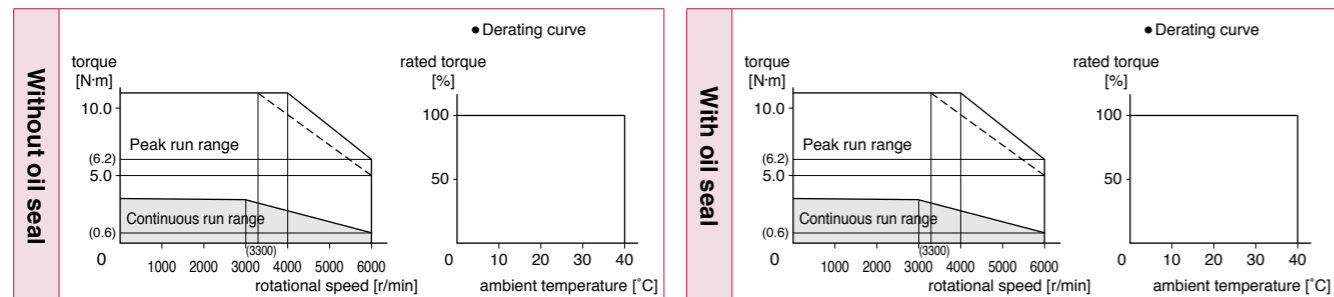 Without oil seal
● Derating curve
torque
[N·m]
10.0
Peak run range
(6.2)
5.0
Continuous run range
(0.6)
0
(3300)
1000 2000 3000 4000 5000 6000
rotational speed [r/min]
rated torque
[%]
100
50
0 10 20 30 40
ambient temperature [˚C]
With oil seal
● Derating curve
torque
[N·m]
10.0
Peak run range
(6.2)
5.0
Continuous run range
(0.6)
0
(3300)
1000 2000 3000 4000 5000 6000
rotational speed [r/min]
rated torque
[%]
100
50
0 10 20 30 40
ambient temperature [˚C]